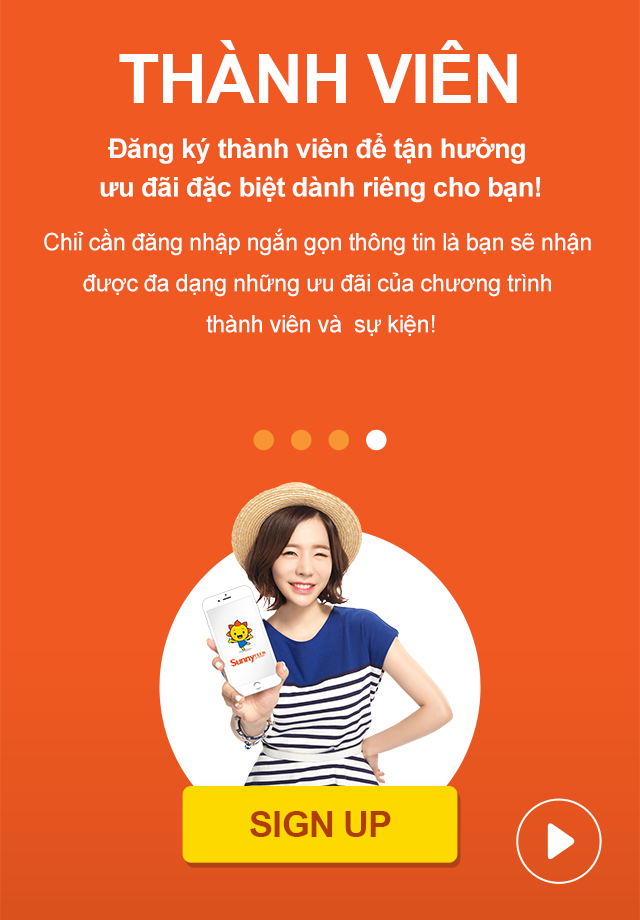 THÀNH VIÊN
Đăng ký thành viên để tận hưởng
ưu đãi đặc biệt dành riêng cho bạn!
Chỉ cần đăng nhập ngắn gọn thông tin là bạn sẽ nhận
được đa dạng những ưu đãi của chương trình
thành viên và  sự kiện!
Sunny
SIGN UP